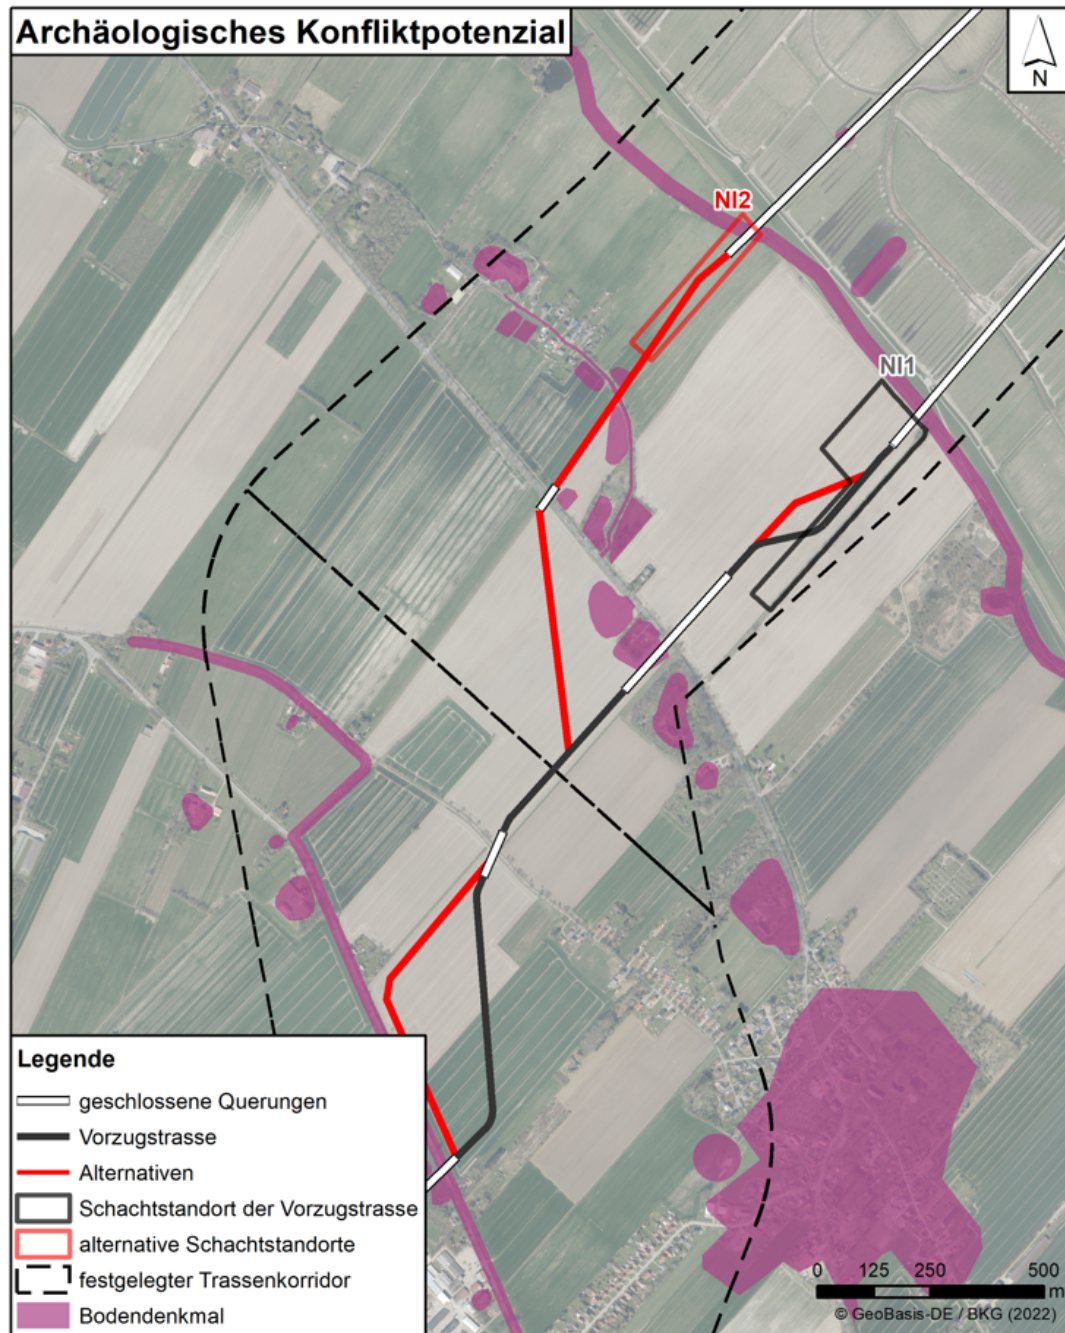 Archäologisches Konfliktpotenzial
N
NI2
NI1
Legende
geschlossene Querungen
Vorzugstrasse
Alternativen
Schachtstandort der Vorzugstrasse
alternative Schachtstandorte
festgelegter Trassenkorridor
Bodendenkmal
0 125 250 500
m
© GeoBasis-DE / BKG (2022)